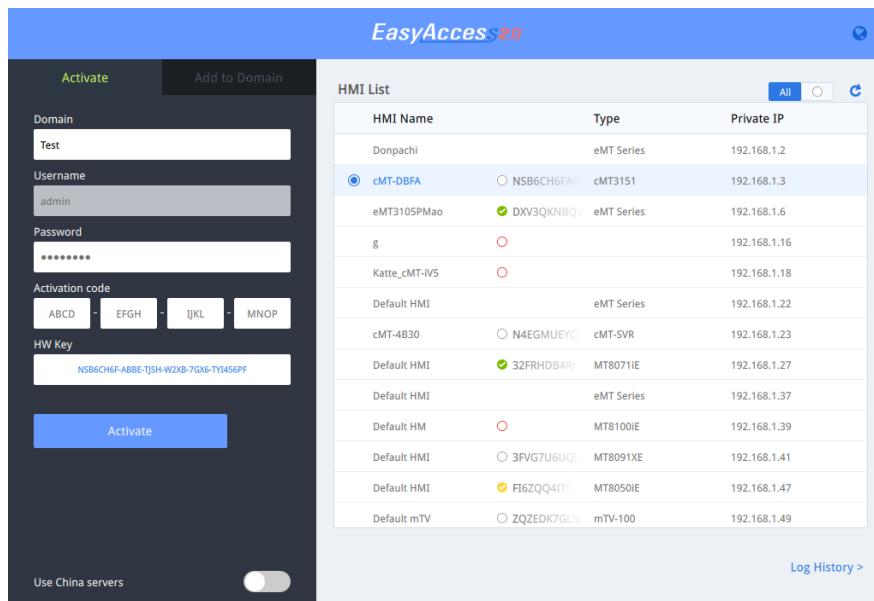 EasyAccess 2.0
Activate Add to Domain
Domain
Test
Username
admin
Password
Activation code
ABCD - EFGH - IJKL - MNOP
HW Key
NSB6CH6F-ABBE-TJSH-W2XB-7GX6-TYI456PF
Activate
Use China servers
HMI List
All
HMI Name Type Private IP
Donpachi eMT Series 192.168.1.2
cMT-DBFA NSB6CH6FAB cMT3151 192.168.1.3
eMT3105PMao DXV3QKNBQV eMT Series 192.168.1.6
g 192.168.1.16
Katte_cMT-iV5 192.168.1.18
Default HMI eMT Series 192.168.1.22
cMT-4B30 N4EGMUEYC cMT-SVR 192.168.1.23
Default HMI 32FRHDB4R MT8071iE 192.168.1.27
Default HMI eMT Series 192.168.1.37
Default HM MT8100iE 192.168.1.39
Default HMI 3FVG7U6UQ MT8091XE 192.168.1.41
Default HMI FI6ZQQ4ITF MT8050iE 192.168.1.47
Default mTV ZQZEDK7GLN mTV-100 192.168.1.49
Log History >